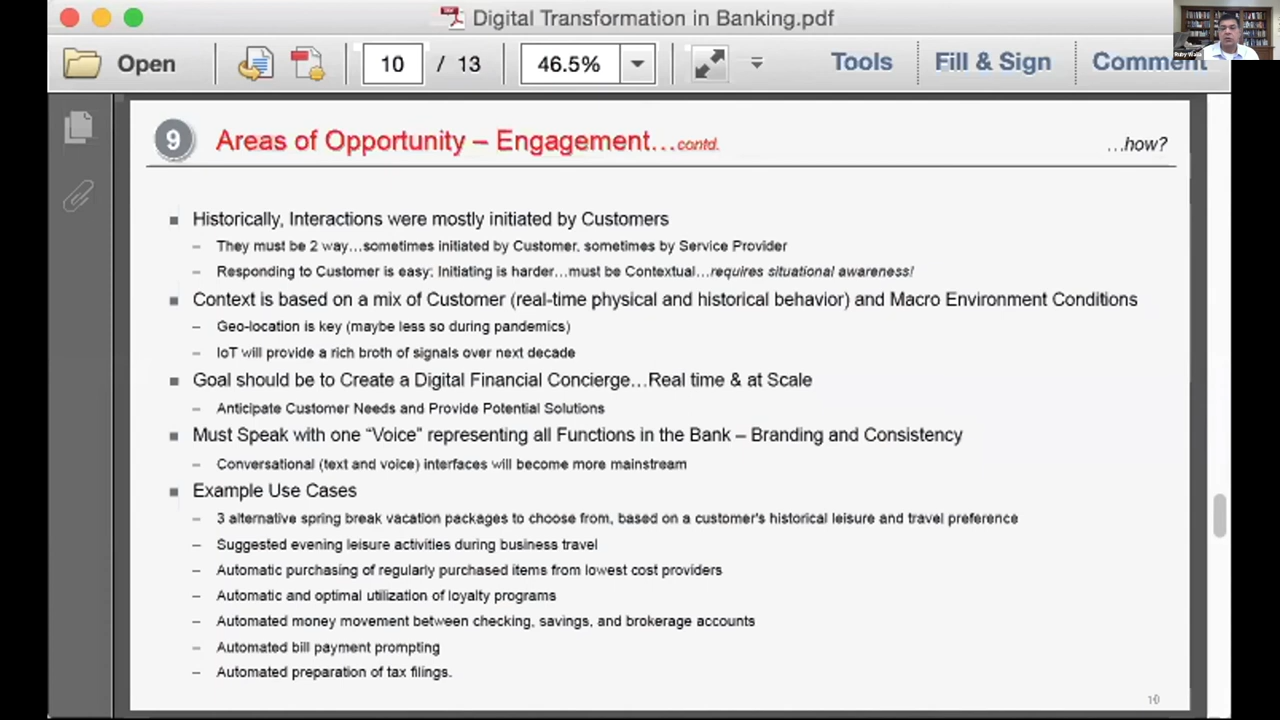 Digital Transformation in Banking.pdf
Open
10 / 13
46.5%
Tools
Fill & Sign
Comment
9
Areas of Opportunity – Engagement…contd.
…how?
Historically, Interactions were mostly initiated by Customers
– They must be 2 way…sometimes initiated by Customer, sometimes by Service Provider
– Responding to Customer is easy; Initiating is harder…must be Contextual…requires situational awareness!
Context is based on a mix of Customer (real-time physical and historical behavior) and Macro Environment Conditions
– Geo-location is key (maybe less so during pandemics)
– IoT will provide a rich broth of signals over next decade
Goal should be to Create a Digital Financial Concierge…Real time & at Scale
– Anticipate Customer Needs and Provide Potential Solutions
Must Speak with one “Voice” representing all Functions in the Bank – Branding and Consistency
– Conversational (text and voice) interfaces will become more mainstream
Example Use Cases
– 3 alternative spring break vacation packages to choose from, based on a customer's historical leisure and travel preference
– Suggested evening leisure activities during business travel
– Automatic purchasing of regularly purchased items from lowest cost providers
– Automatic and optimal utilization of loyalty programs
– Automated money movement between checking, savings, and brokerage accounts
– Automated bill payment prompting
– Automated preparation of tax filings.
10